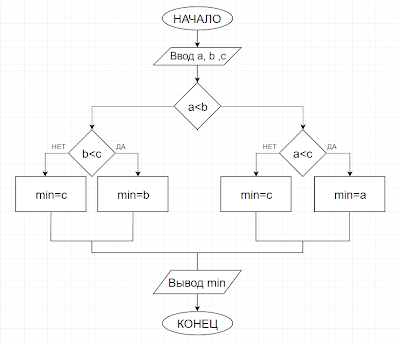 НАЧАЛО
Ввод a, b ,c
a<b
b<c
НЕТ
ДА
a<c
НЕТ
ДА
min=c
min=b
min=c
min=a
Вывод min
КОНЕЦ